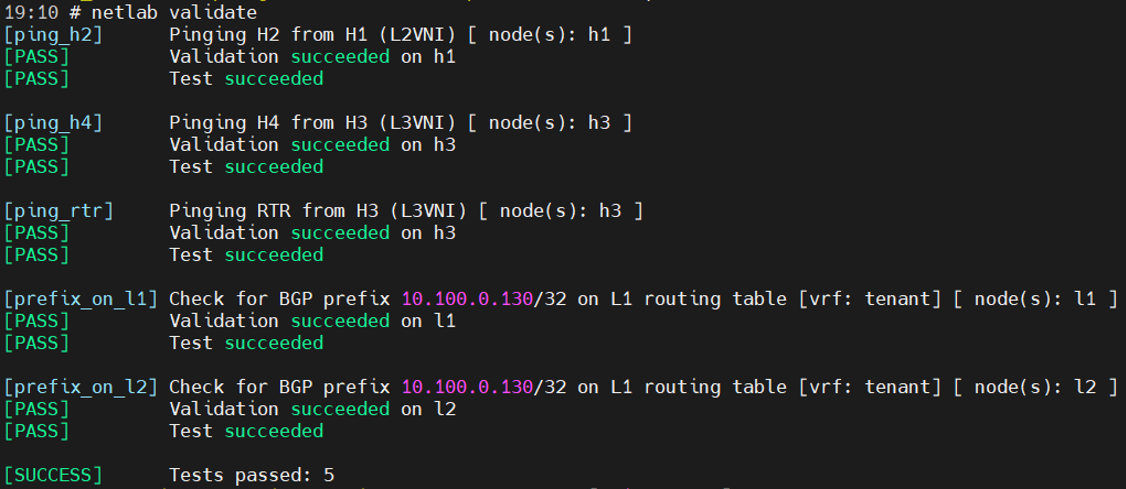 19:10 # netlab validate
[ping_h2] Pinging H2 from H1 (L2VNI) [ node(s): h1 ]
[PASS] Validation succeeded on h1
[PASS] Test succeeded
[ping_h4] Pinging H4 from H3 (L3VNI) [ node(s): h3 ]
[PASS] Validation succeeded on h3
[PASS] Test succeeded
[ping_rtr] Pinging RTR from H3 (L3VNI) [ node(s): h3 ]
[PASS] Validation succeeded on h3
[PASS] Test succeeded
[prefix_on_l1] Check for BGP prefix 10.100.0.130/32 on L1 routing table [vrf: tenant] [ node(s): l1 ]
[PASS] Validation succeeded on l1
[PASS] Test succeeded
[prefix_on_l2] Check for BGP prefix 10.100.0.130/32 on L1 routing table [vrf: tenant] [ node(s): l2 ]
[PASS] Validation succeeded on l2
[PASS] Test succeeded
[SUCCESS] Tests passed: 5